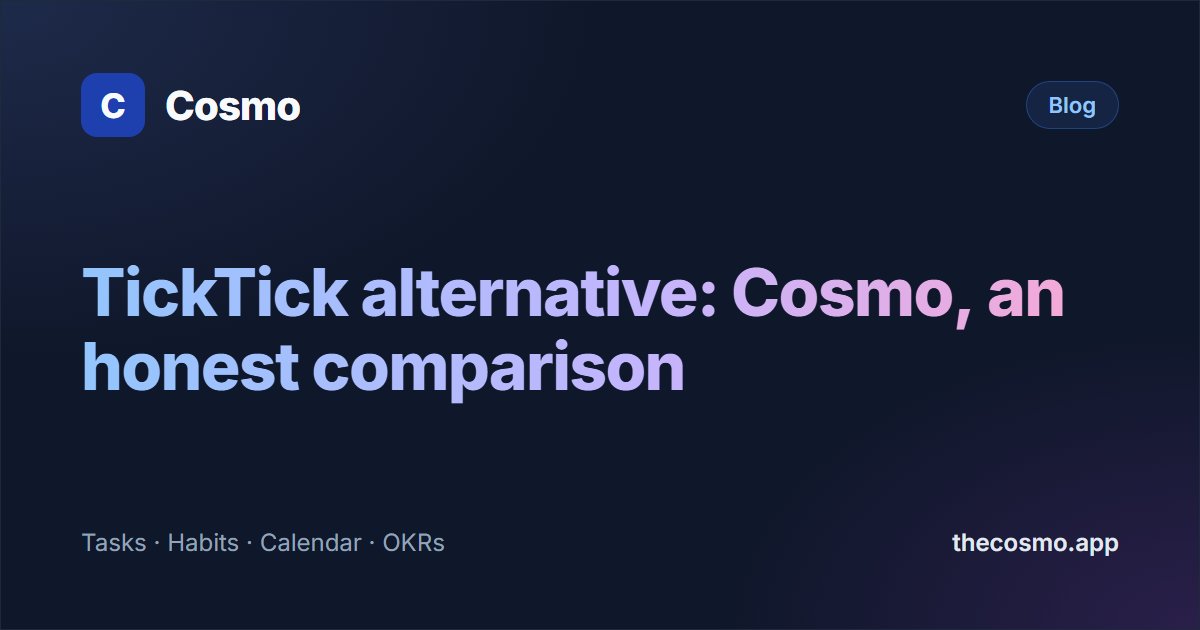 C Cosmo
Blog
TickTick alternative: Cosmo, an
honest comparison
Tasks · Habits · Calendar · OKRs
thecosmo.app